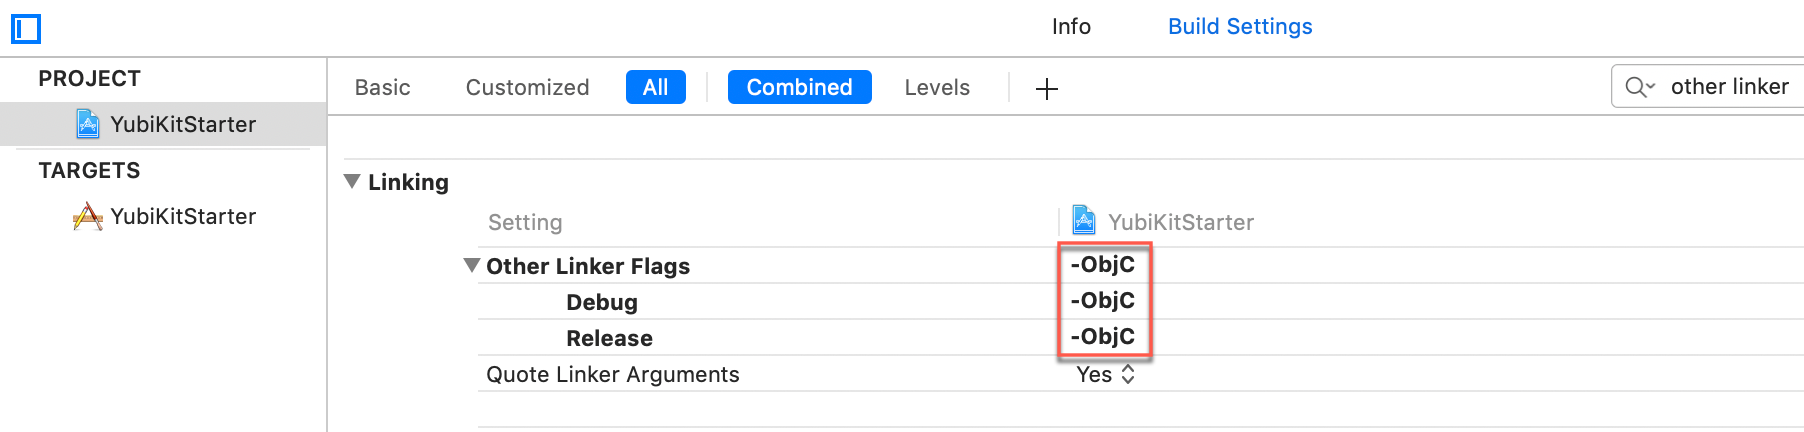 Info Build Settings
PROJECT
Basic Customized All Combined Levels + other linker
YubiKitStarter
TARGETS
Linking
YubiKitStarter
Setting YubiKitStarter
Other Linker Flags -ObjC
Debug -ObjC
Release -ObjC
Quote Linker Arguments Yes